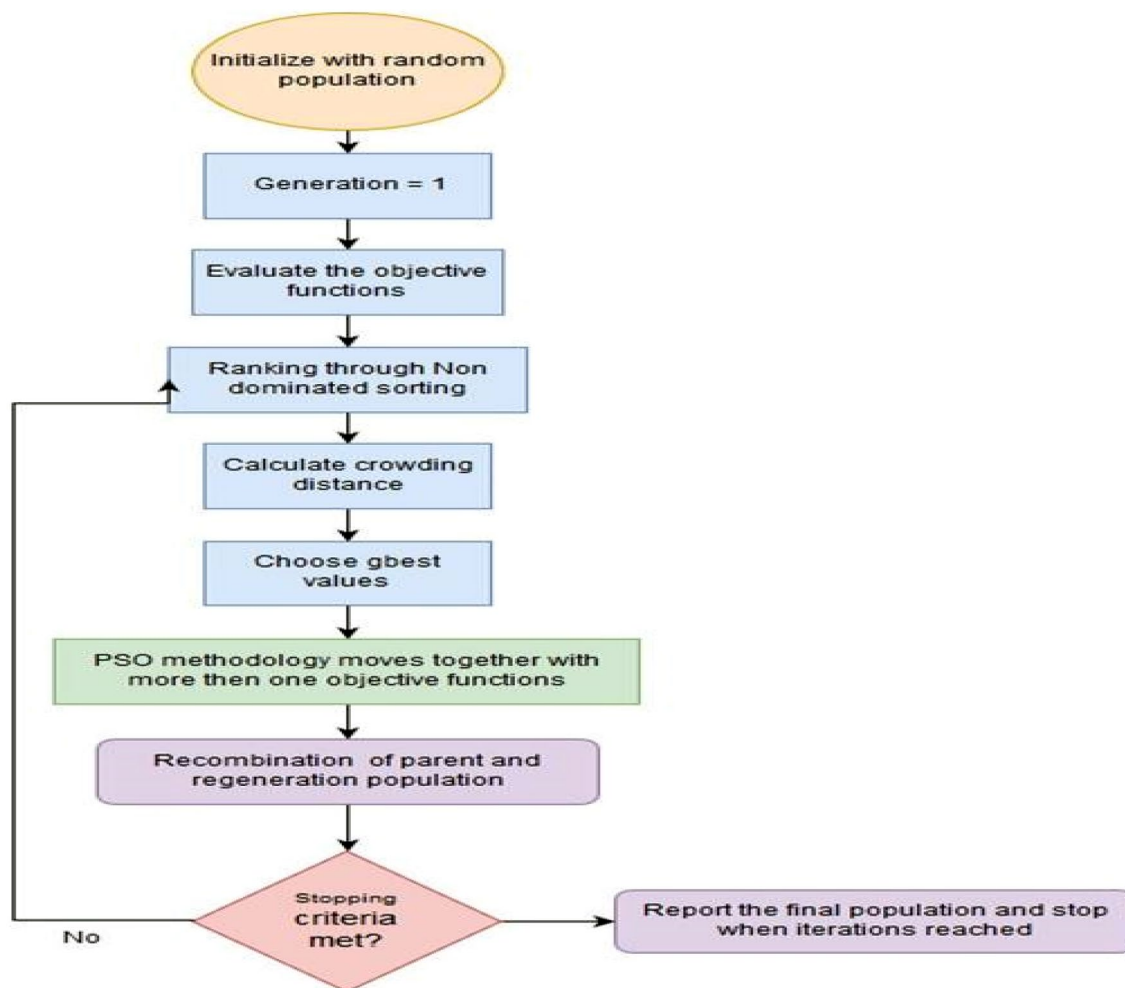 Initialize with random
population
Generation = 1
Evaluate the objective
functions
Ranking through Non
dominated sorting
Calculate crowding
distance
Choose gbest
values
PSO methodology moves together with
more then one objective functions
Recombination of parent and
regeneration population
Stopping
criteria
met?
No
Report the final population and stop
when iterations reached